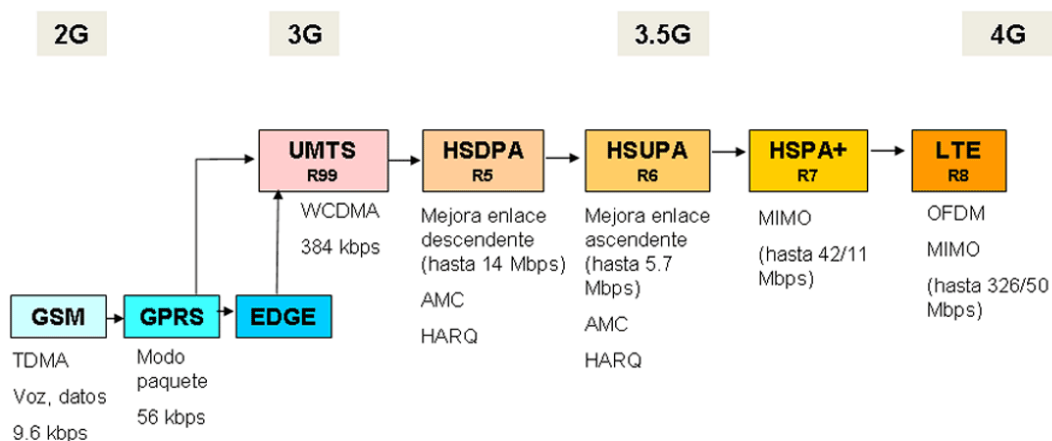 2G
3G
3.5G
4G
UMTS
R99
HSDPA
R5
HSUPA
R6
HSPA+
R7
LTE
R8
WCDMA
384 kbps
Mejora enlace
descendente
(hasta 14 Mbps)
AMC
HARQ
Mejora enlace
ascendente
(hasta 5.7
Mbps)
AMC
HARQ
MIMO
(hasta 42/11
Mbps)
OFDM
MIMO
(hasta 326/50
Mbps)
GSM
GPRS
EDGE
TDMA
Voz, datos
9.6 kbps
Modo
paquete
56 kbps